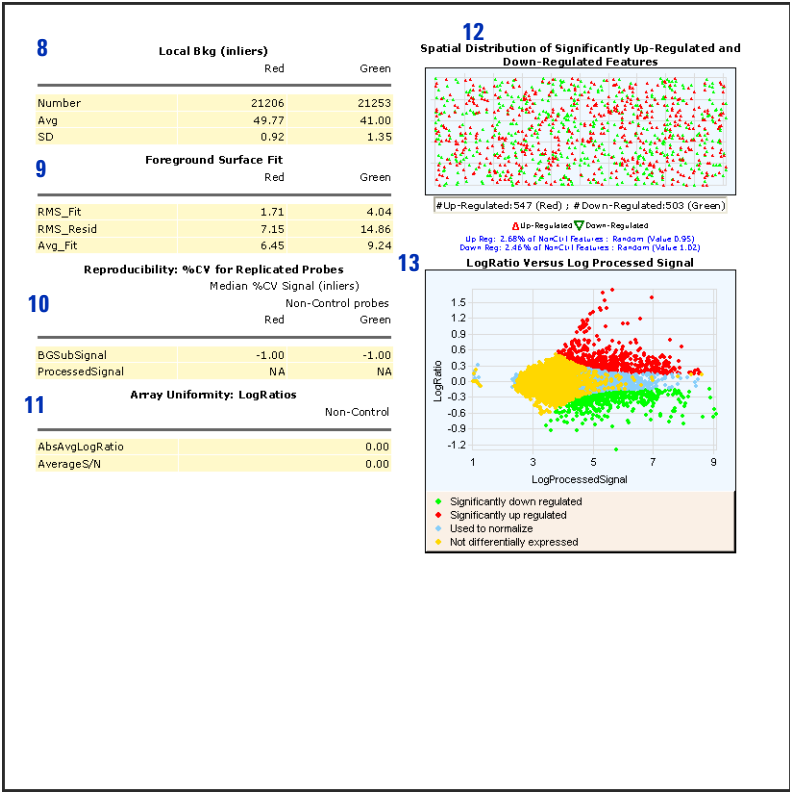 8
Local Bkg (inliers)
Red Green
Number 21206 21253
Avg 49.77 41.00
SD 0.92 1.35
9
Foreground Surface Fit
Red Green
RMS_Fit 1.71 4.04
RMS_Resid 7.15 14.86
Avg_Fit 6.45 9.24
Reproducibility: %CV for Replicated Probes
Median %CV Signal (inliers)
10
Non-Control probes
Red Green
BGSubSignal -1.00 -1.00
ProcessedSignal NA NA
11
Array Uniformity: LogRatios
Non-Control
AbsAvgLogRatio 0.00
AverageS/N 0.00
12
Spatial Distribution of Significantly Up-Regulated and
Down-Regulated Features
#Up-Regulated:547 (Red) ; #Down-Regulated:503 (Green)
Up-Regulated Down-Regulated
Up Reg: 2.68% of NonCtrl Features : Random (Value 0.95)
Down Reg: 2.46% of NonCtrl Features : Random (Value 1.02)
13
LogRatio Versus Log Processed Signal
LogRatio
1.5
1.2
0.9
0.6
0.3
0.0
-0.3
-0.6
-0.9
-1.2
1 3 5 7 9
LogProcessedSignal
Significantly down regulated
Significantly up regulated
Used to normalize
Not differentially expressed